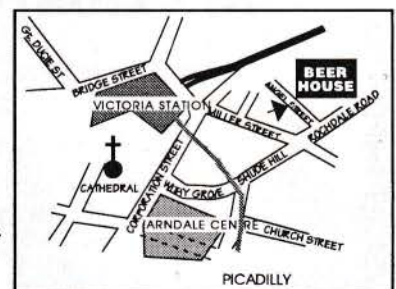 GT. DUCIE ST
BRIDGE STREET
VICTORIA STATION
BEER
HOUSE
ANGEL STREET
MILLER STREET
ROCHDALE ROAD
CATHEDRAL
CORPORATION STREET
SHUDE HILL
WITHY GROVE
ARNDALE CENTRE
CHURCH STREET
PICADILLY